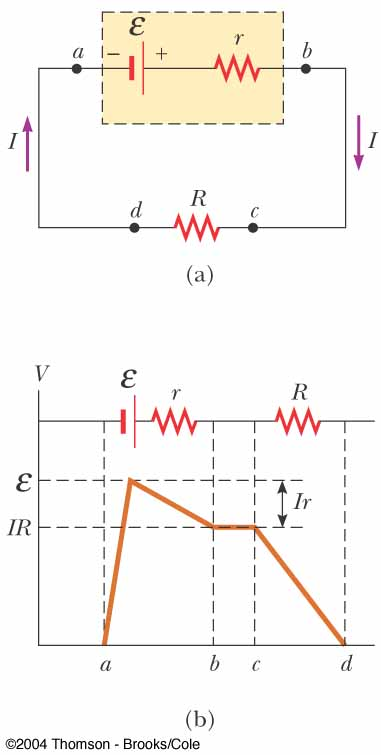 ε
a − + r b
I I
R
d c
(a)
V
ε
r R
ε
Ir
IR
a b c d
(b)
©2004 Thomson - Brooks/Cole